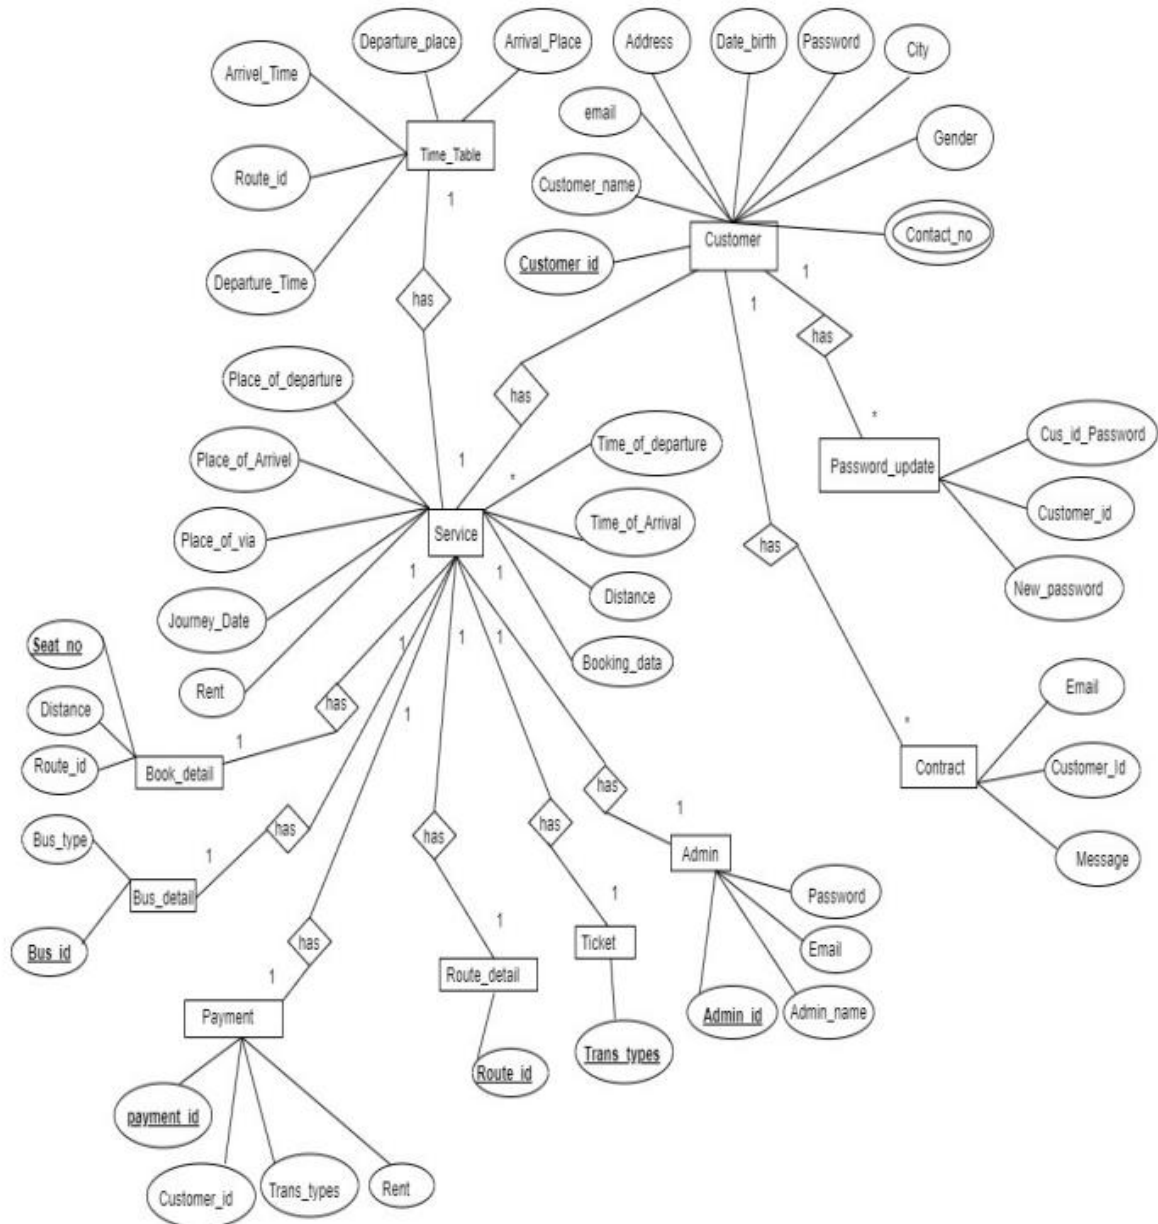 Departure_place
Arrival_Place
Address
Date_birth
Password
City
Arrivel_Time
email
Gender
Time_Table
Route_id
Customer_name
1
Customer
Contact_no
Customer_id
Departure_Time
has
1
1
has
Place_of_departure
has
Time_of_departure
*
Cus_id_Password
Place_of_Arrivel
1
*
Password_update
Place_of_via
Service
Time_of_Arrival
Customer_id
has
1
1
Distance
New_password
Journey_Date
Seat_no
1
1
1
Booking_data
Rent
has
Email
Distance
1
1
*
Route_id
Book_detail
Contract
Customer_Id
has
Bus_type
has
has
has
1
1
Admin
Message
Bus_detail
Password
1
1
Bus_id
has
Ticket
Email
1
Route_detail
Payment
Admin_id
Admin_name
Trans_types
Route_id
payment_id
Customer_id
Trans_types
Rent